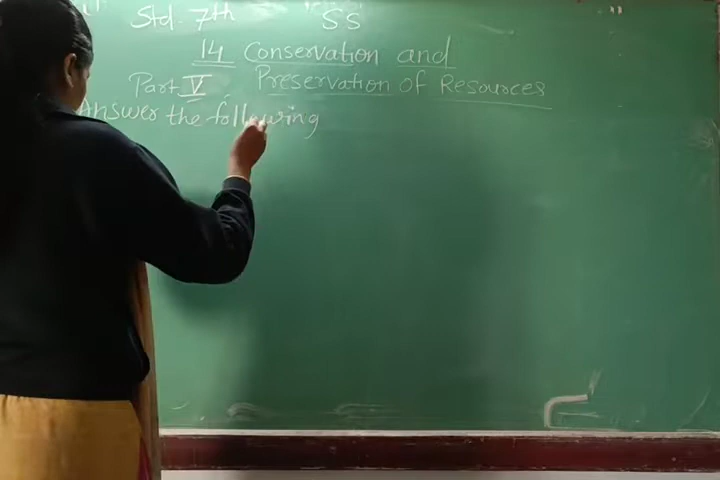 Std. 7th "SS"
14 Conservation and
Part V Preservation of Resources
Answer the following